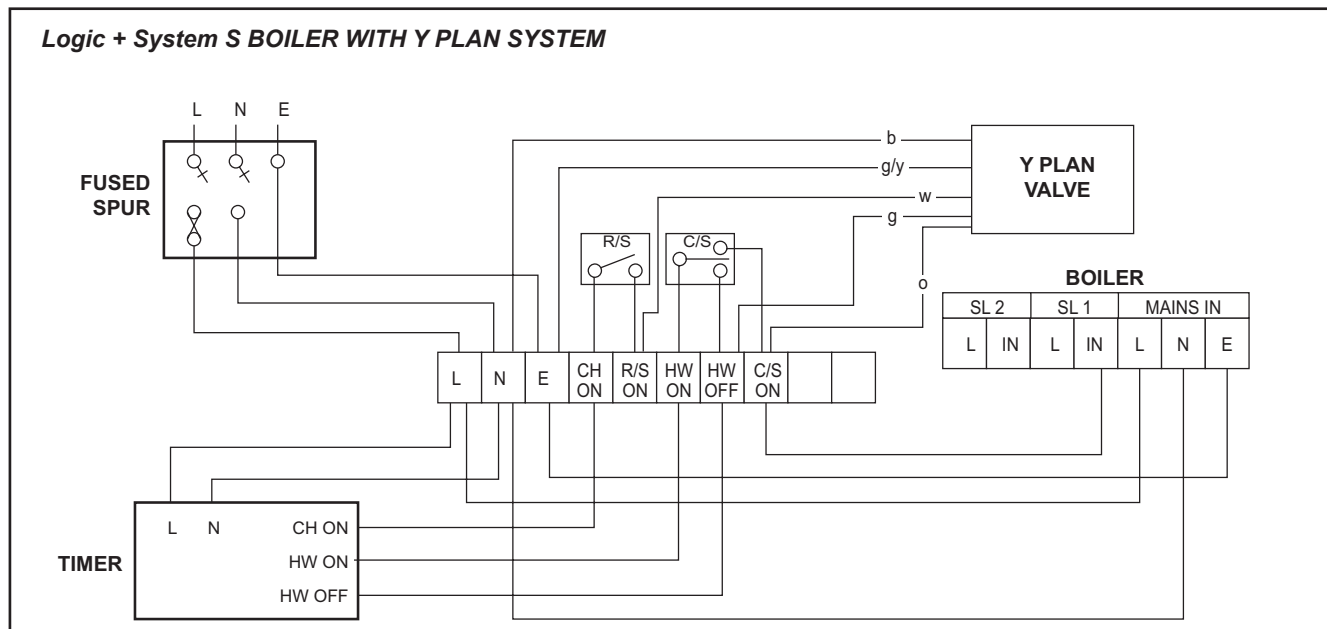 Logic + System S BOILER WITH Y PLAN SYSTEM
L N E
FUSED
SPUR
b
g/y
w
g
o
Y PLAN
VALVE
R/S
C/S
BOILER
SL 2 SL 1 MAINS IN
L IN L IN L N E
L N E CH ON R/S ON HW ON HW OFF C/S ON
TIMER
L N CH ON
HW ON
HW OFF